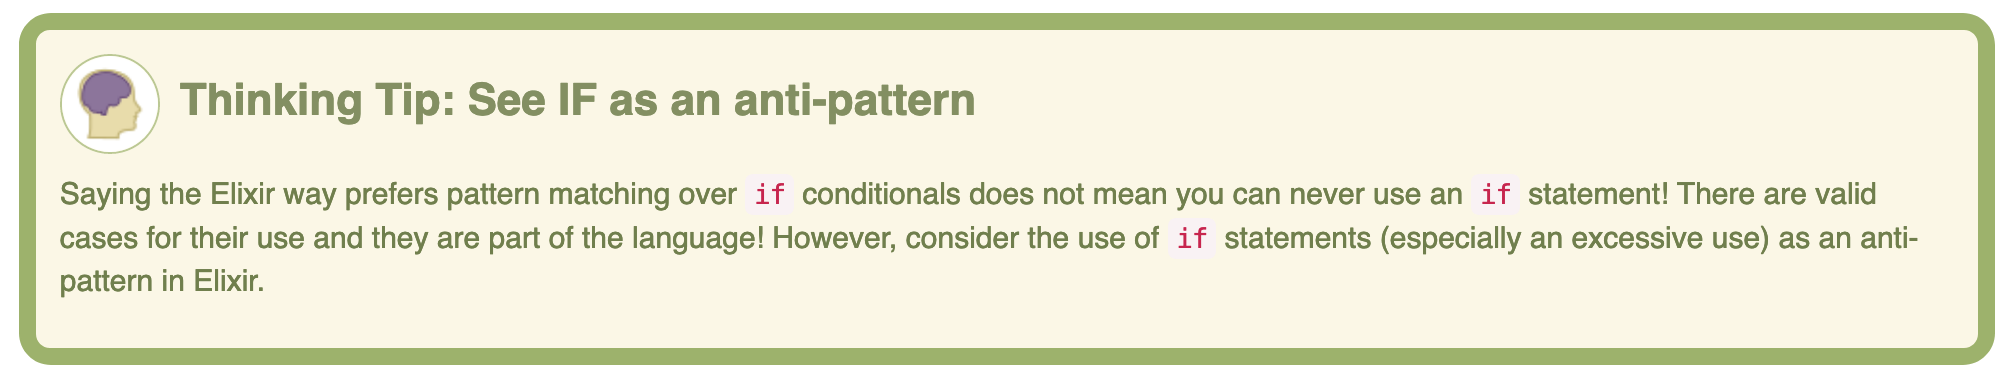 Thinking Tip: See IF as an anti-pattern
Saying the Elixir way prefers pattern matching over if conditionals does not mean you can never use an if statement! There are valid
cases for their use and they are part of the language! However, consider the use of if statements (especially an excessive use) as an anti-
pattern in Elixir.